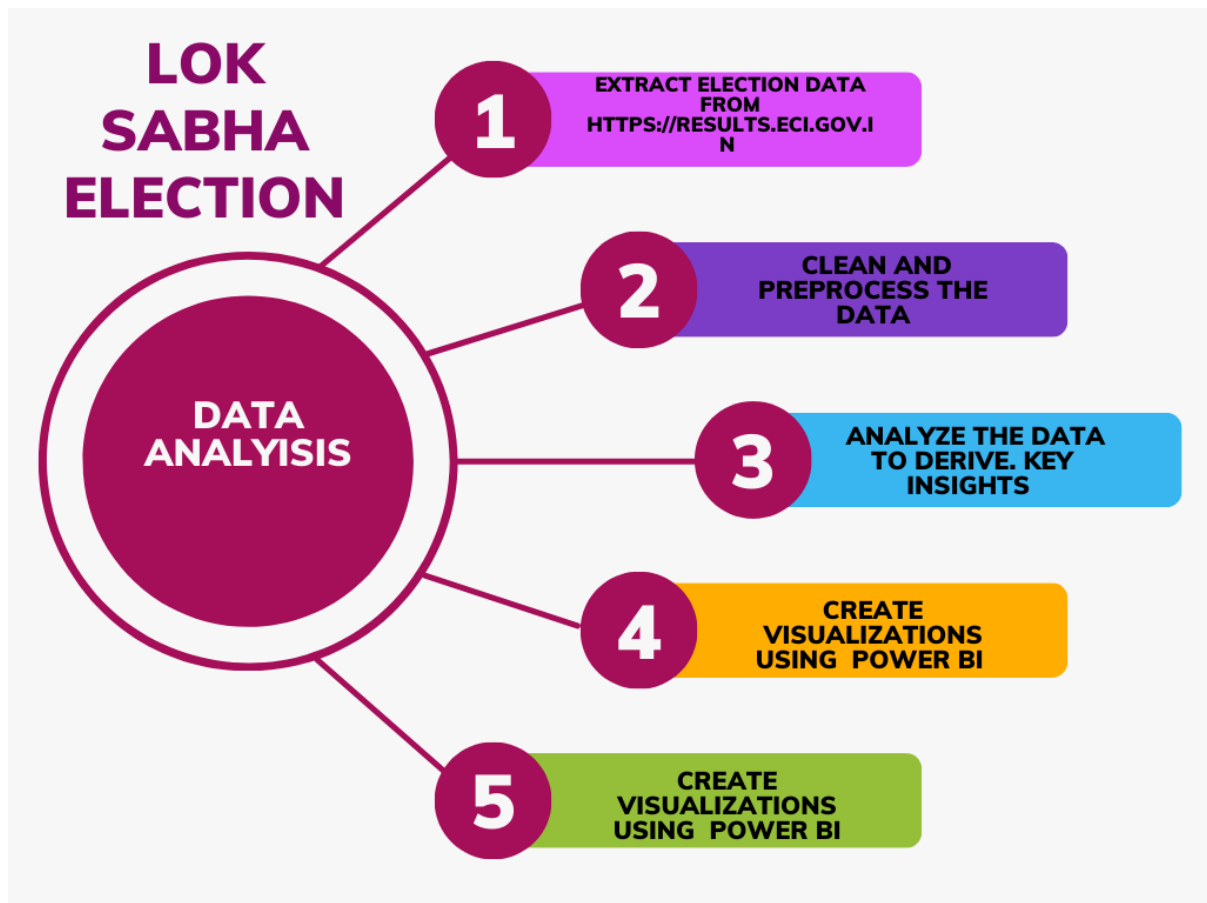 LOK
SABHA
ELECTION
DATA
ANALYISIS
1
EXTRACT ELECTION DATA
FROM
HTTPS://RESULTS.ECI.GOV.I
N
2
CLEAN AND
PREPROCESS THE
DATA
3
ANALYZE THE DATA
TO DERIVE. KEY
INSIGHTS
4
CREATE
VISUALIZATIONS
USING POWER BI
5
CREATE
VISUALIZATIONS
USING POWER BI